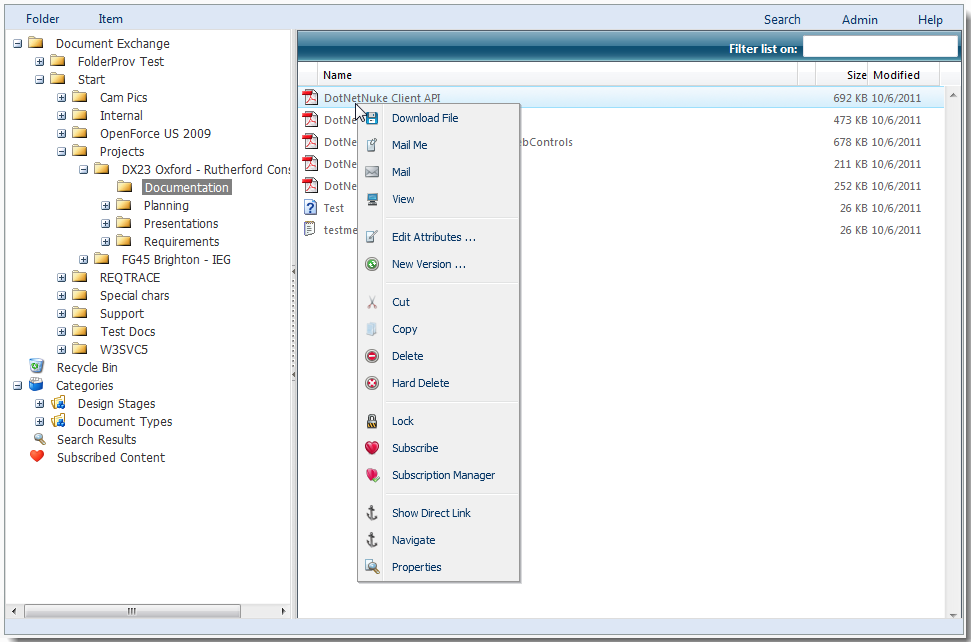 Folder Item Search Admin Help
Document Exchange
FolderProv Test
Start
Cam Pics
Internal
OpenForce US 2009
Projects
DX23 Oxford - Rutherford Cons
Documentation
Planning
Presentations
Requirements
FG45 Brighton - IEG
REQTRACE
Special chars
Support
Test Docs
W3SVC5
Recycle Bin
Categories
Design Stages
Document Types
Search Results
Subscribed Content
Filter list on:
Name Size Modified
DotNetNuke Client API 692 KB 10/6/2011
DotNe 473 KB 10/6/2011
DotNe ebControls 678 KB 10/6/2011
DotNe 211 KB 10/6/2011
DotNe 252 KB 10/6/2011
Test 26 KB 10/6/2011
testme 26 KB 10/6/2011
Download File
Mail Me
Mail
View
Edit Attributes ...
New Version ...
Cut
Copy
Delete
Hard Delete
Lock
Subscribe
Subscription Manager
Show Direct Link
Navigate
Properties